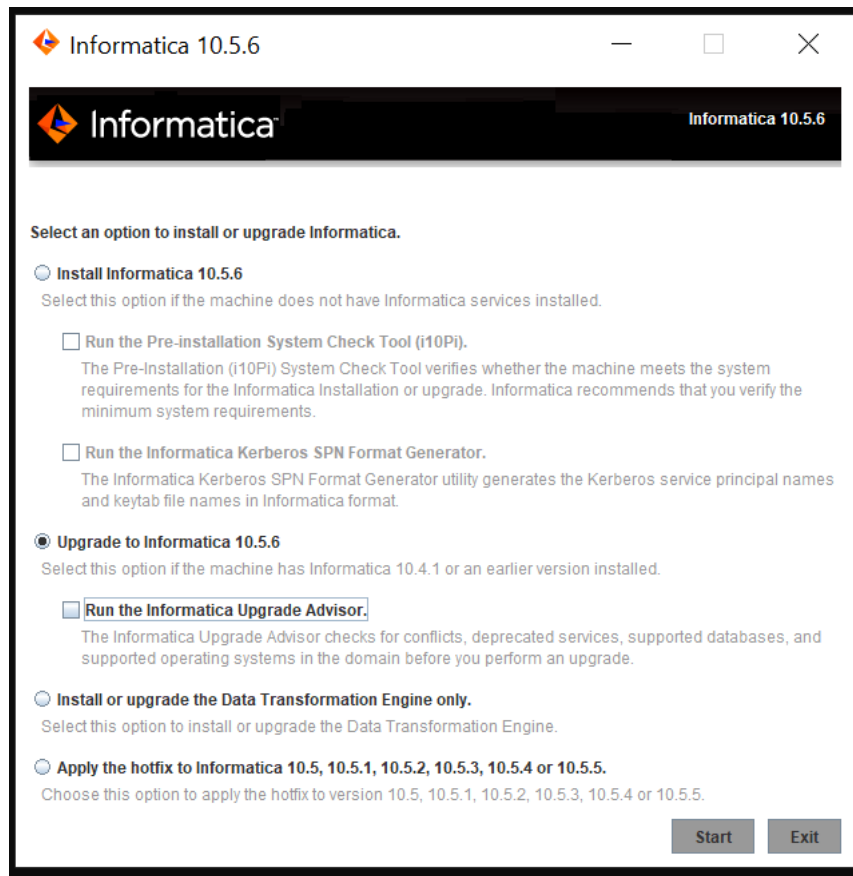 Informatica 10.5.6
Informatica
Informatica 10.5.6
Select an option to install or upgrade Informatica.
Install Informatica 10.5.6
Select this option if the machine does not have Informatica services installed.
Run the Pre-installation System Check Tool (i10Pi).
The Pre-Installation (i10Pi) System Check Tool verifies whether the machine meets the system
requirements for the Informatica Installation or upgrade. Informatica recommends that you verify the
minimum system requirements.
Run the Informatica Kerberos SPN Format Generator.
The Informatica Kerberos SPN Format Generator utility generates the Kerberos service principal names
and keytab file names in Informatica format.
Upgrade to Informatica 10.5.6
Select this option if the machine has Informatica 10.4.1 or an earlier version installed.
Run the Informatica Upgrade Advisor.
The Informatica Upgrade Advisor checks for conflicts, deprecated services, supported databases, and
supported operating systems in the domain before you perform an upgrade.
Install or upgrade the Data Transformation Engine only.
Select this option to install or upgrade the Data Transformation Engine.
Apply the hotfix to Informatica 10.5, 10.5.1, 10.5.2, 10.5.3, 10.5.4 or 10.5.5.
Choose this option to apply the hotfix to version 10.5, 10.5.1, 10.5.2, 10.5.3, 10.5.4 or 10.5.5.
Start Exit